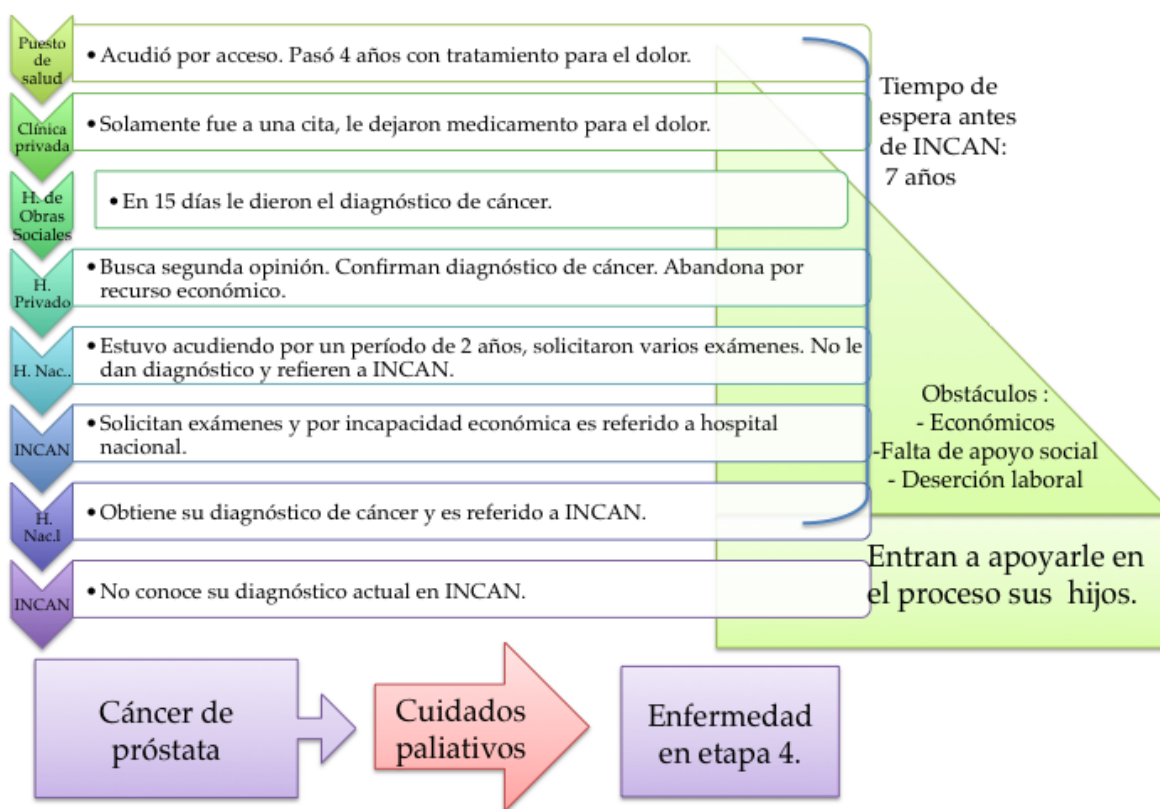 Puesto
de
salud
• Acudió por acceso. Pasó 4 años con tratamiento para el dolor.
Clínica
privada
• Solamente fue a una cita, le dejaron medicamento para el dolor.
H. de
Obras
Sociales
• En 15 días le dieron el diagnóstico de cáncer.
H.
Privado
• Busca segunda opinión. Confirman diagnóstico de cáncer. Abandona por
recurso económico.
H. Nac..
• Estuvo acudiendo por un período de 2 años, solicitaron varios exámenes. No le
dan diagnóstico y refieren a INCAN.
INCAN
• Solicitan exámenes y por incapacidad económica es referido a hospital
nacional.
H.
Nac.I
• Obtiene su diagnóstico de cáncer y es referido a INCAN.
INCAN
• No conoce su diagnóstico actual en INCAN.
Tiempo de
espera antes
de INCAN:
7 años
Obstáculos :
- Económicos
-Falta de apoyo social
- Deserción laboral
Entran a apoyarle en
el proceso sus hijos.
Cáncer de
próstata
Cuidados
paliativos
Enfermedad
en etapa 4.